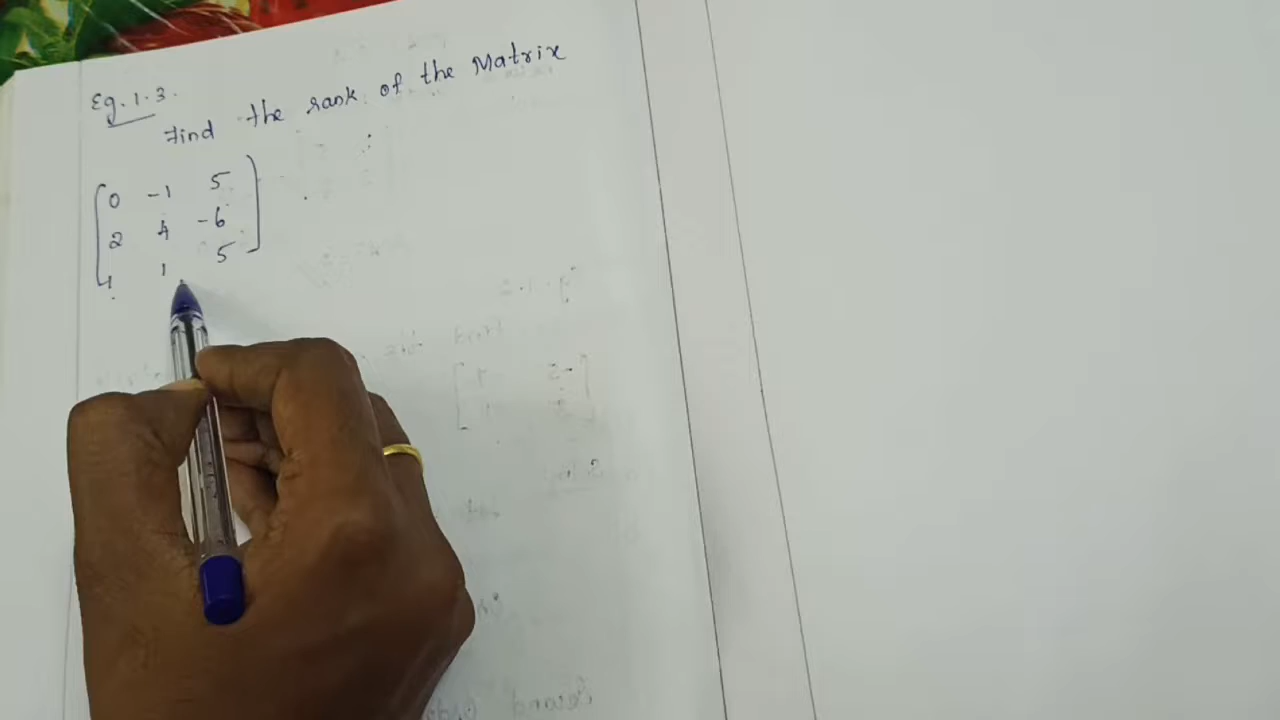 Eg. 1.3.
Find the rank of the Matrix
0 -1 5
2 4 -6
1 1 5